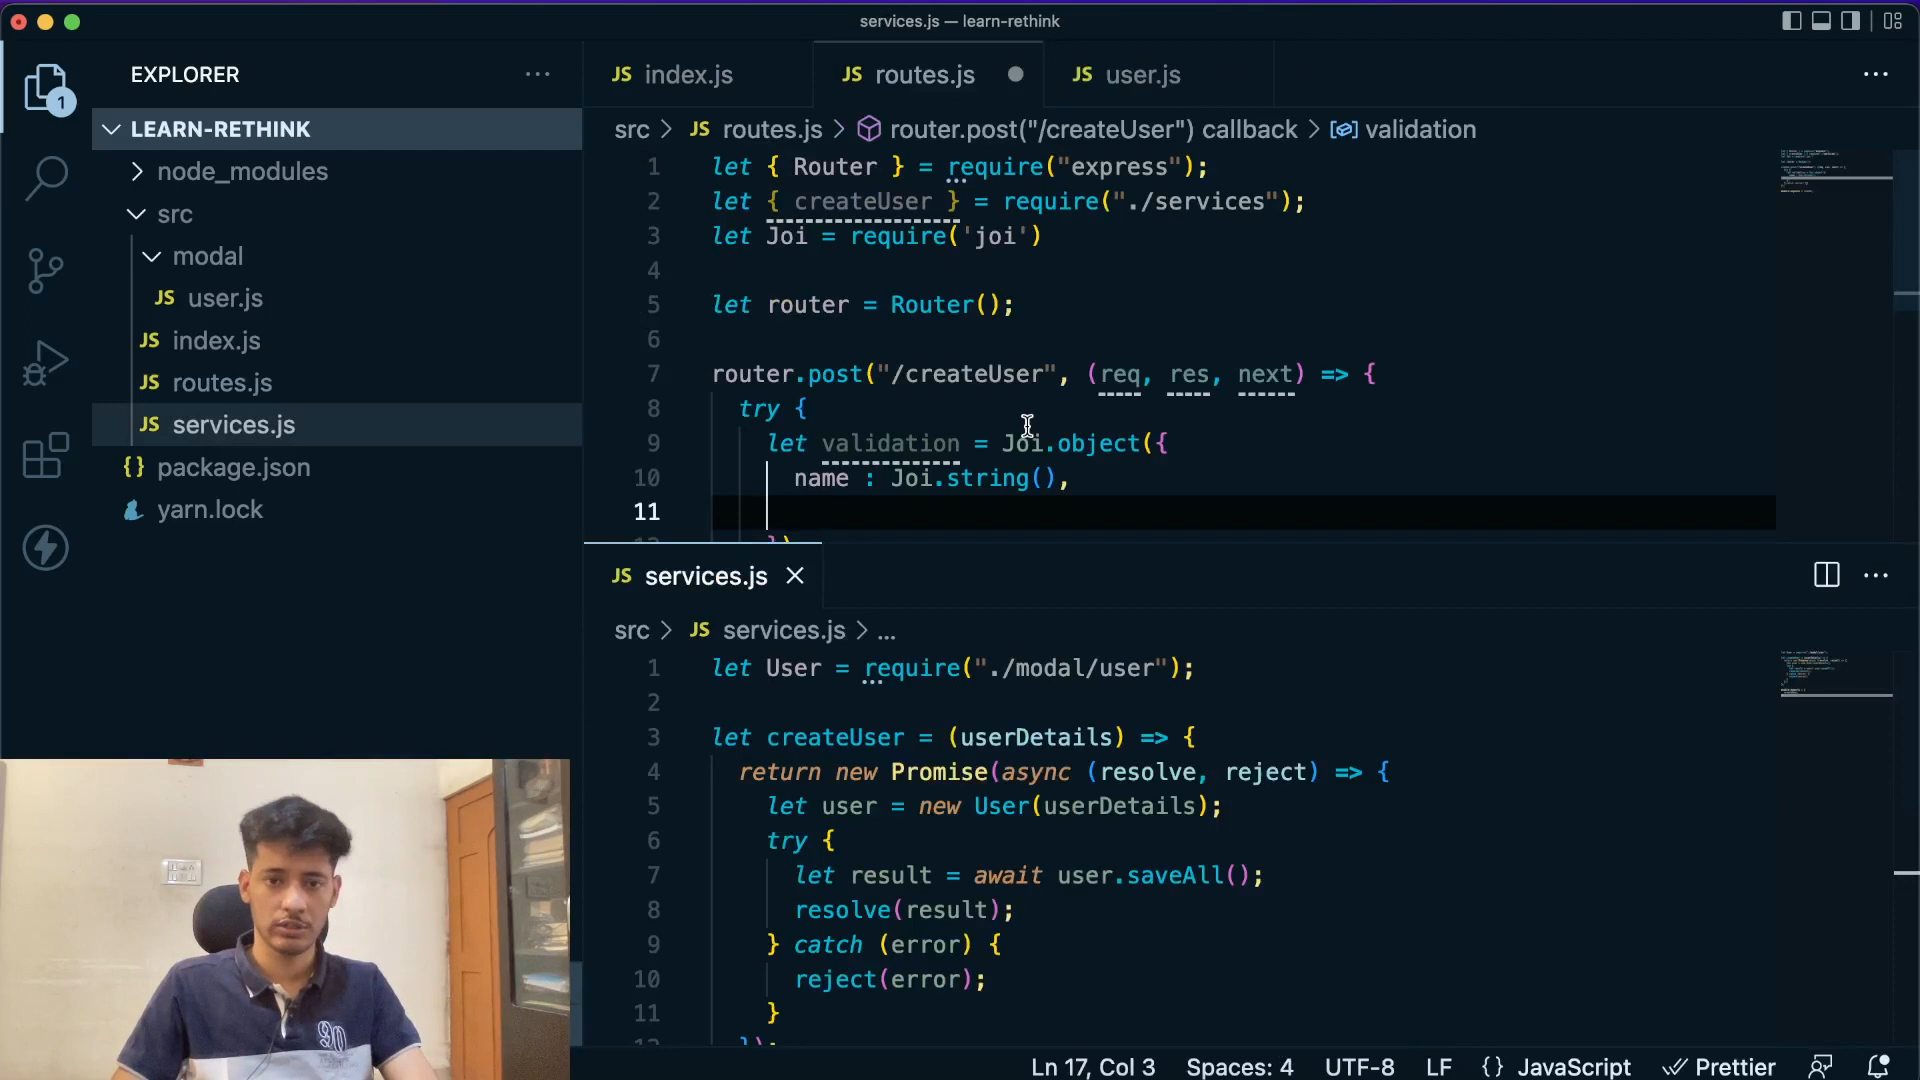 services.js — learn-rethink
EXPLORER
1
LEARN-RETHINK
node_modules
src
modal
JS user.js
JS index.js
JS routes.js
JS services.js
{} package.json
yarn.lock
JS index.js
JS routes.js
JS user.js
src > JS routes.js > router.post("/createUser") callback > validation
1 let { Router } = require("express");
2 let { createUser } = require("./services");
3 let Joi = require('joi')
4
5 let router = Router();
6
7 router.post("/createUser", (req, res, next) => {
8 try {
9 let validation = Joi.object({
10 name : Joi.string(),
11
JS services.js
src > JS services.js > ...
1 let User = require("./modal/user");
2
3 let createUser = (userDetails) => {
4 return new Promise(async (resolve, reject) => {
5 let user = new User(userDetails);
6 try {
7 let result = await user.saveAll();
8 resolve(result);
9 } catch (error) {
10 reject(error);
11 }
90
Ln 17, Col 3 Spaces: 4 UTF-8 LF {} JavaScript Prettier